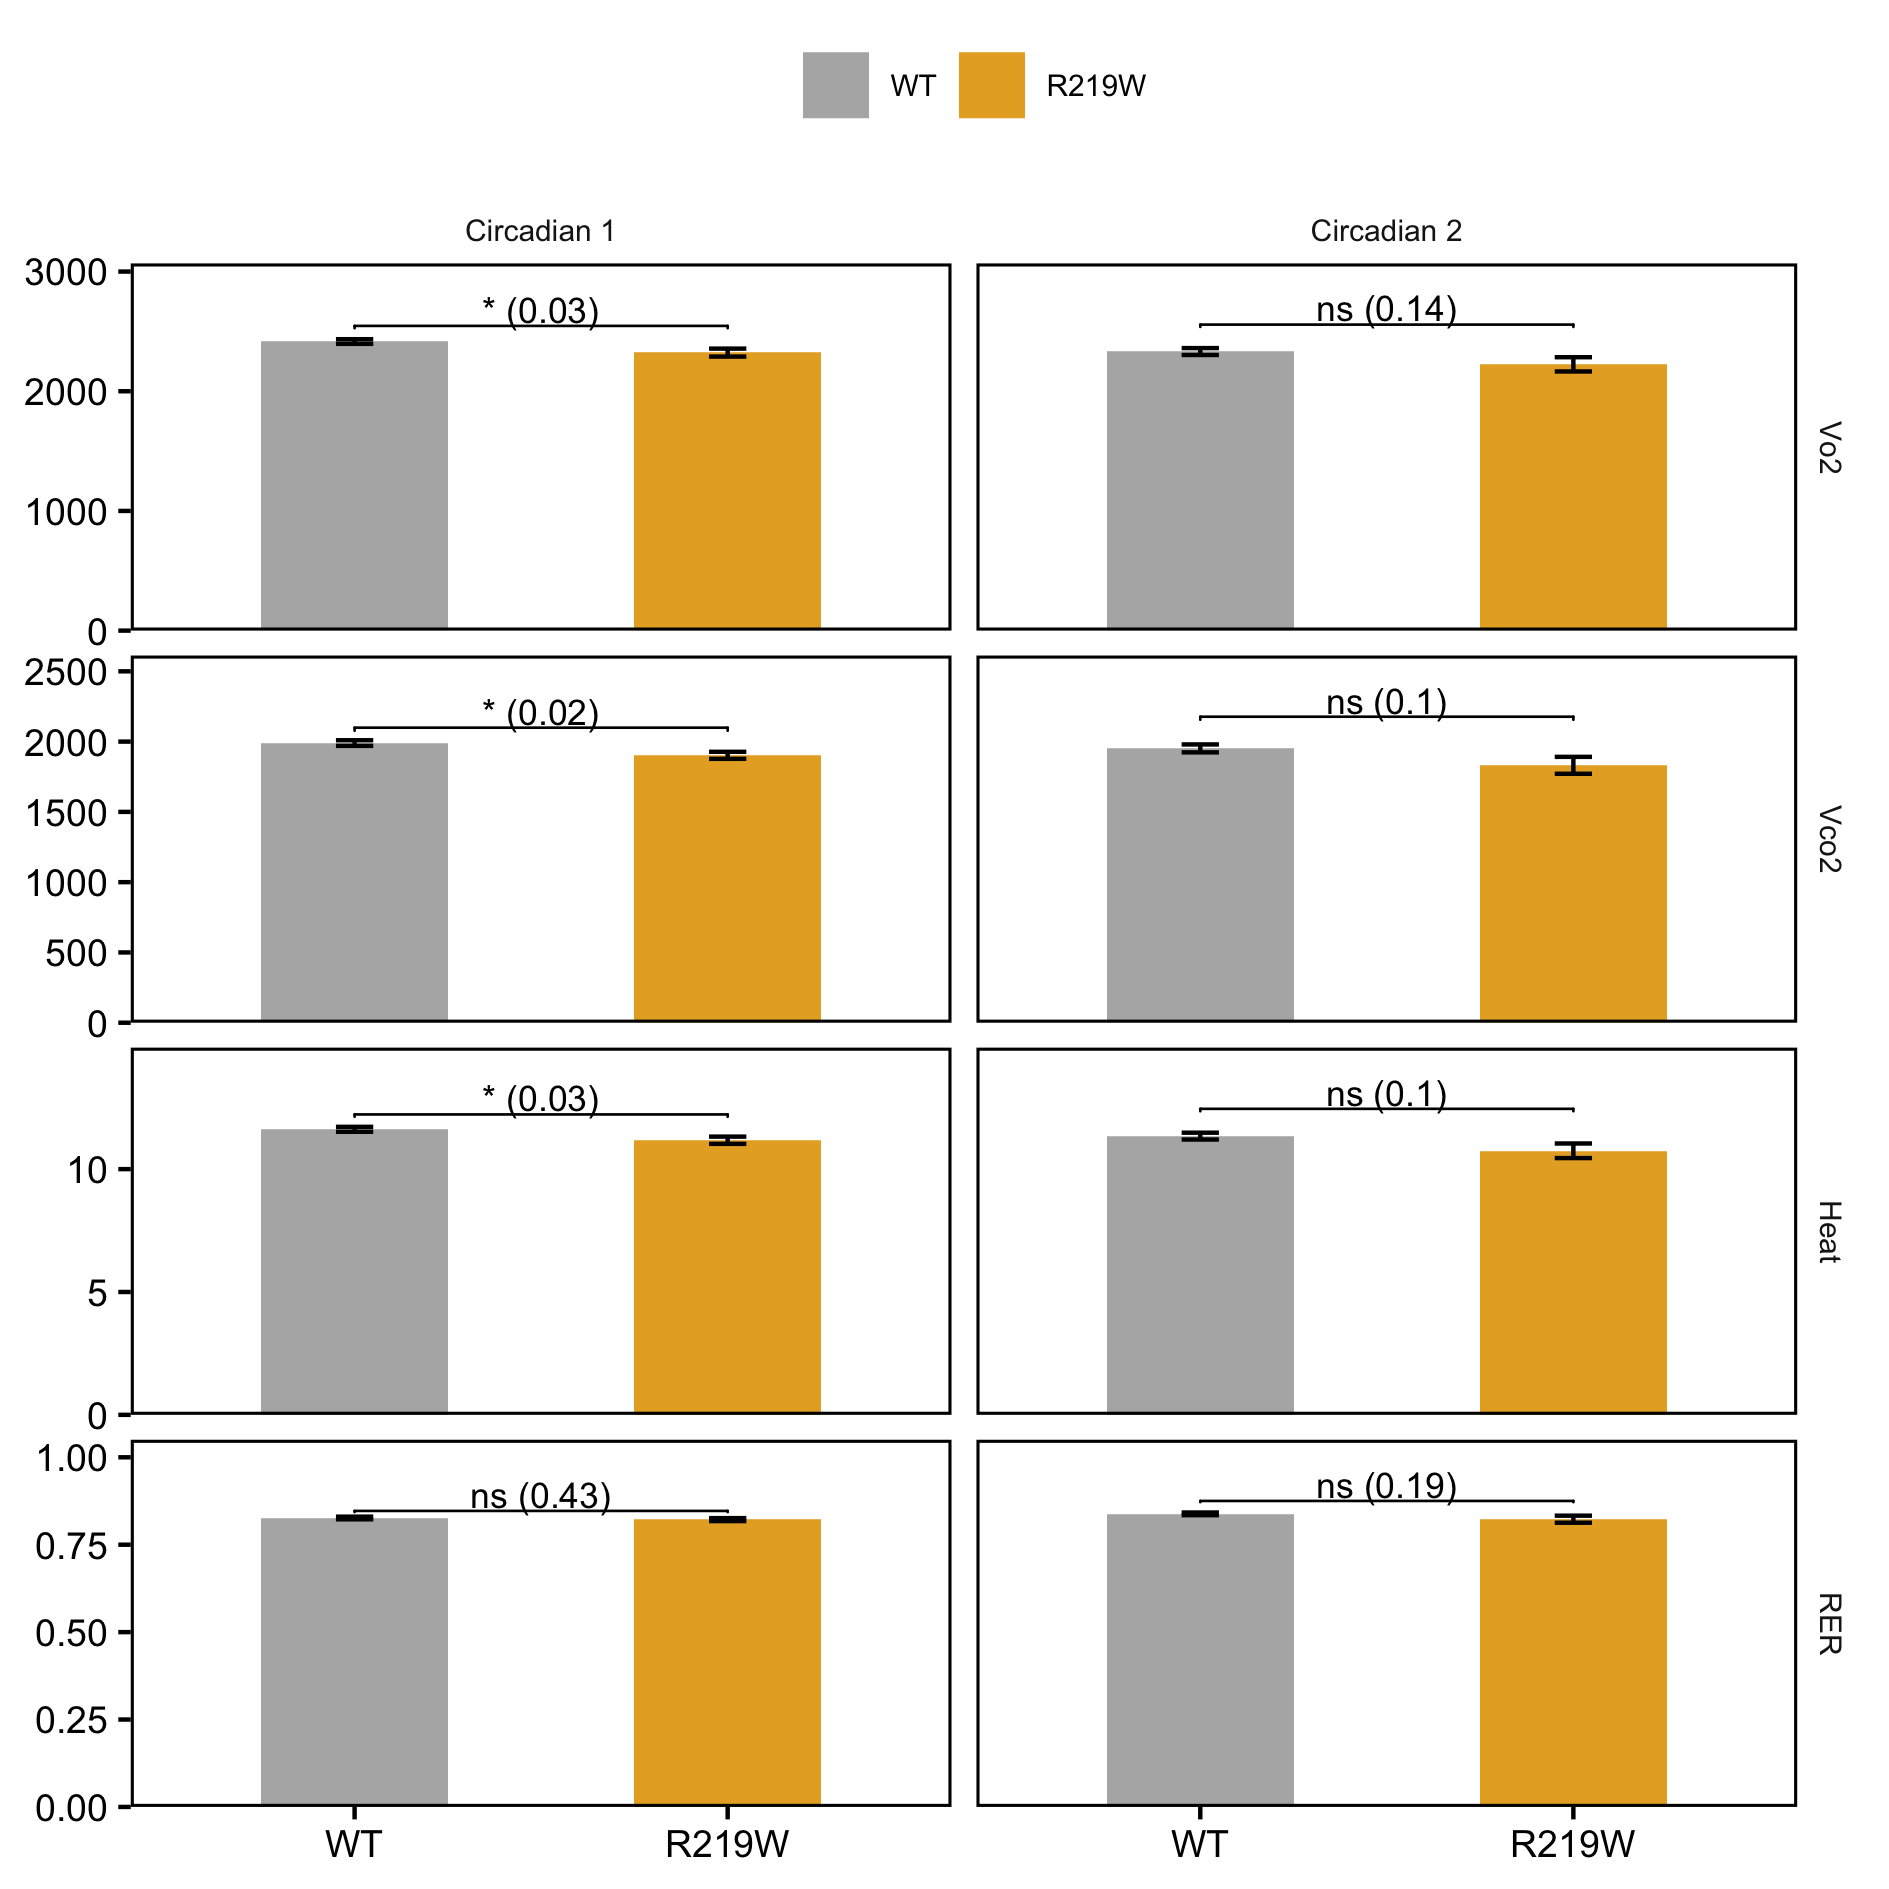 WT R219W
Circadian 1 Circadian 2
3000
2000
1000
0
* (0.03)
ns (0.14)
Vo2
2500
2000
1500
1000
500
0
* (0.02)
ns (0.1)
Vco2
10
5
0
* (0.03)
ns (0.1)
Heat
1.00
0.75
0.50
0.25
0.00
ns (0.43)
ns (0.19)
RER
WT R219W WT R219W